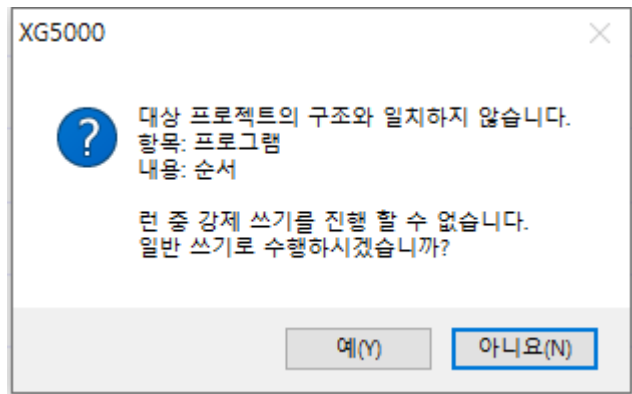 XG5000
대상 프로젝트의 구조와 일치하지 않습니다.
항목: 프로그램
내용: 순서
런 중 강제 쓰기를 진행 할 수 없습니다.
일반 쓰기로 수행하시겠습니까?
예(Y)
아니요(N)